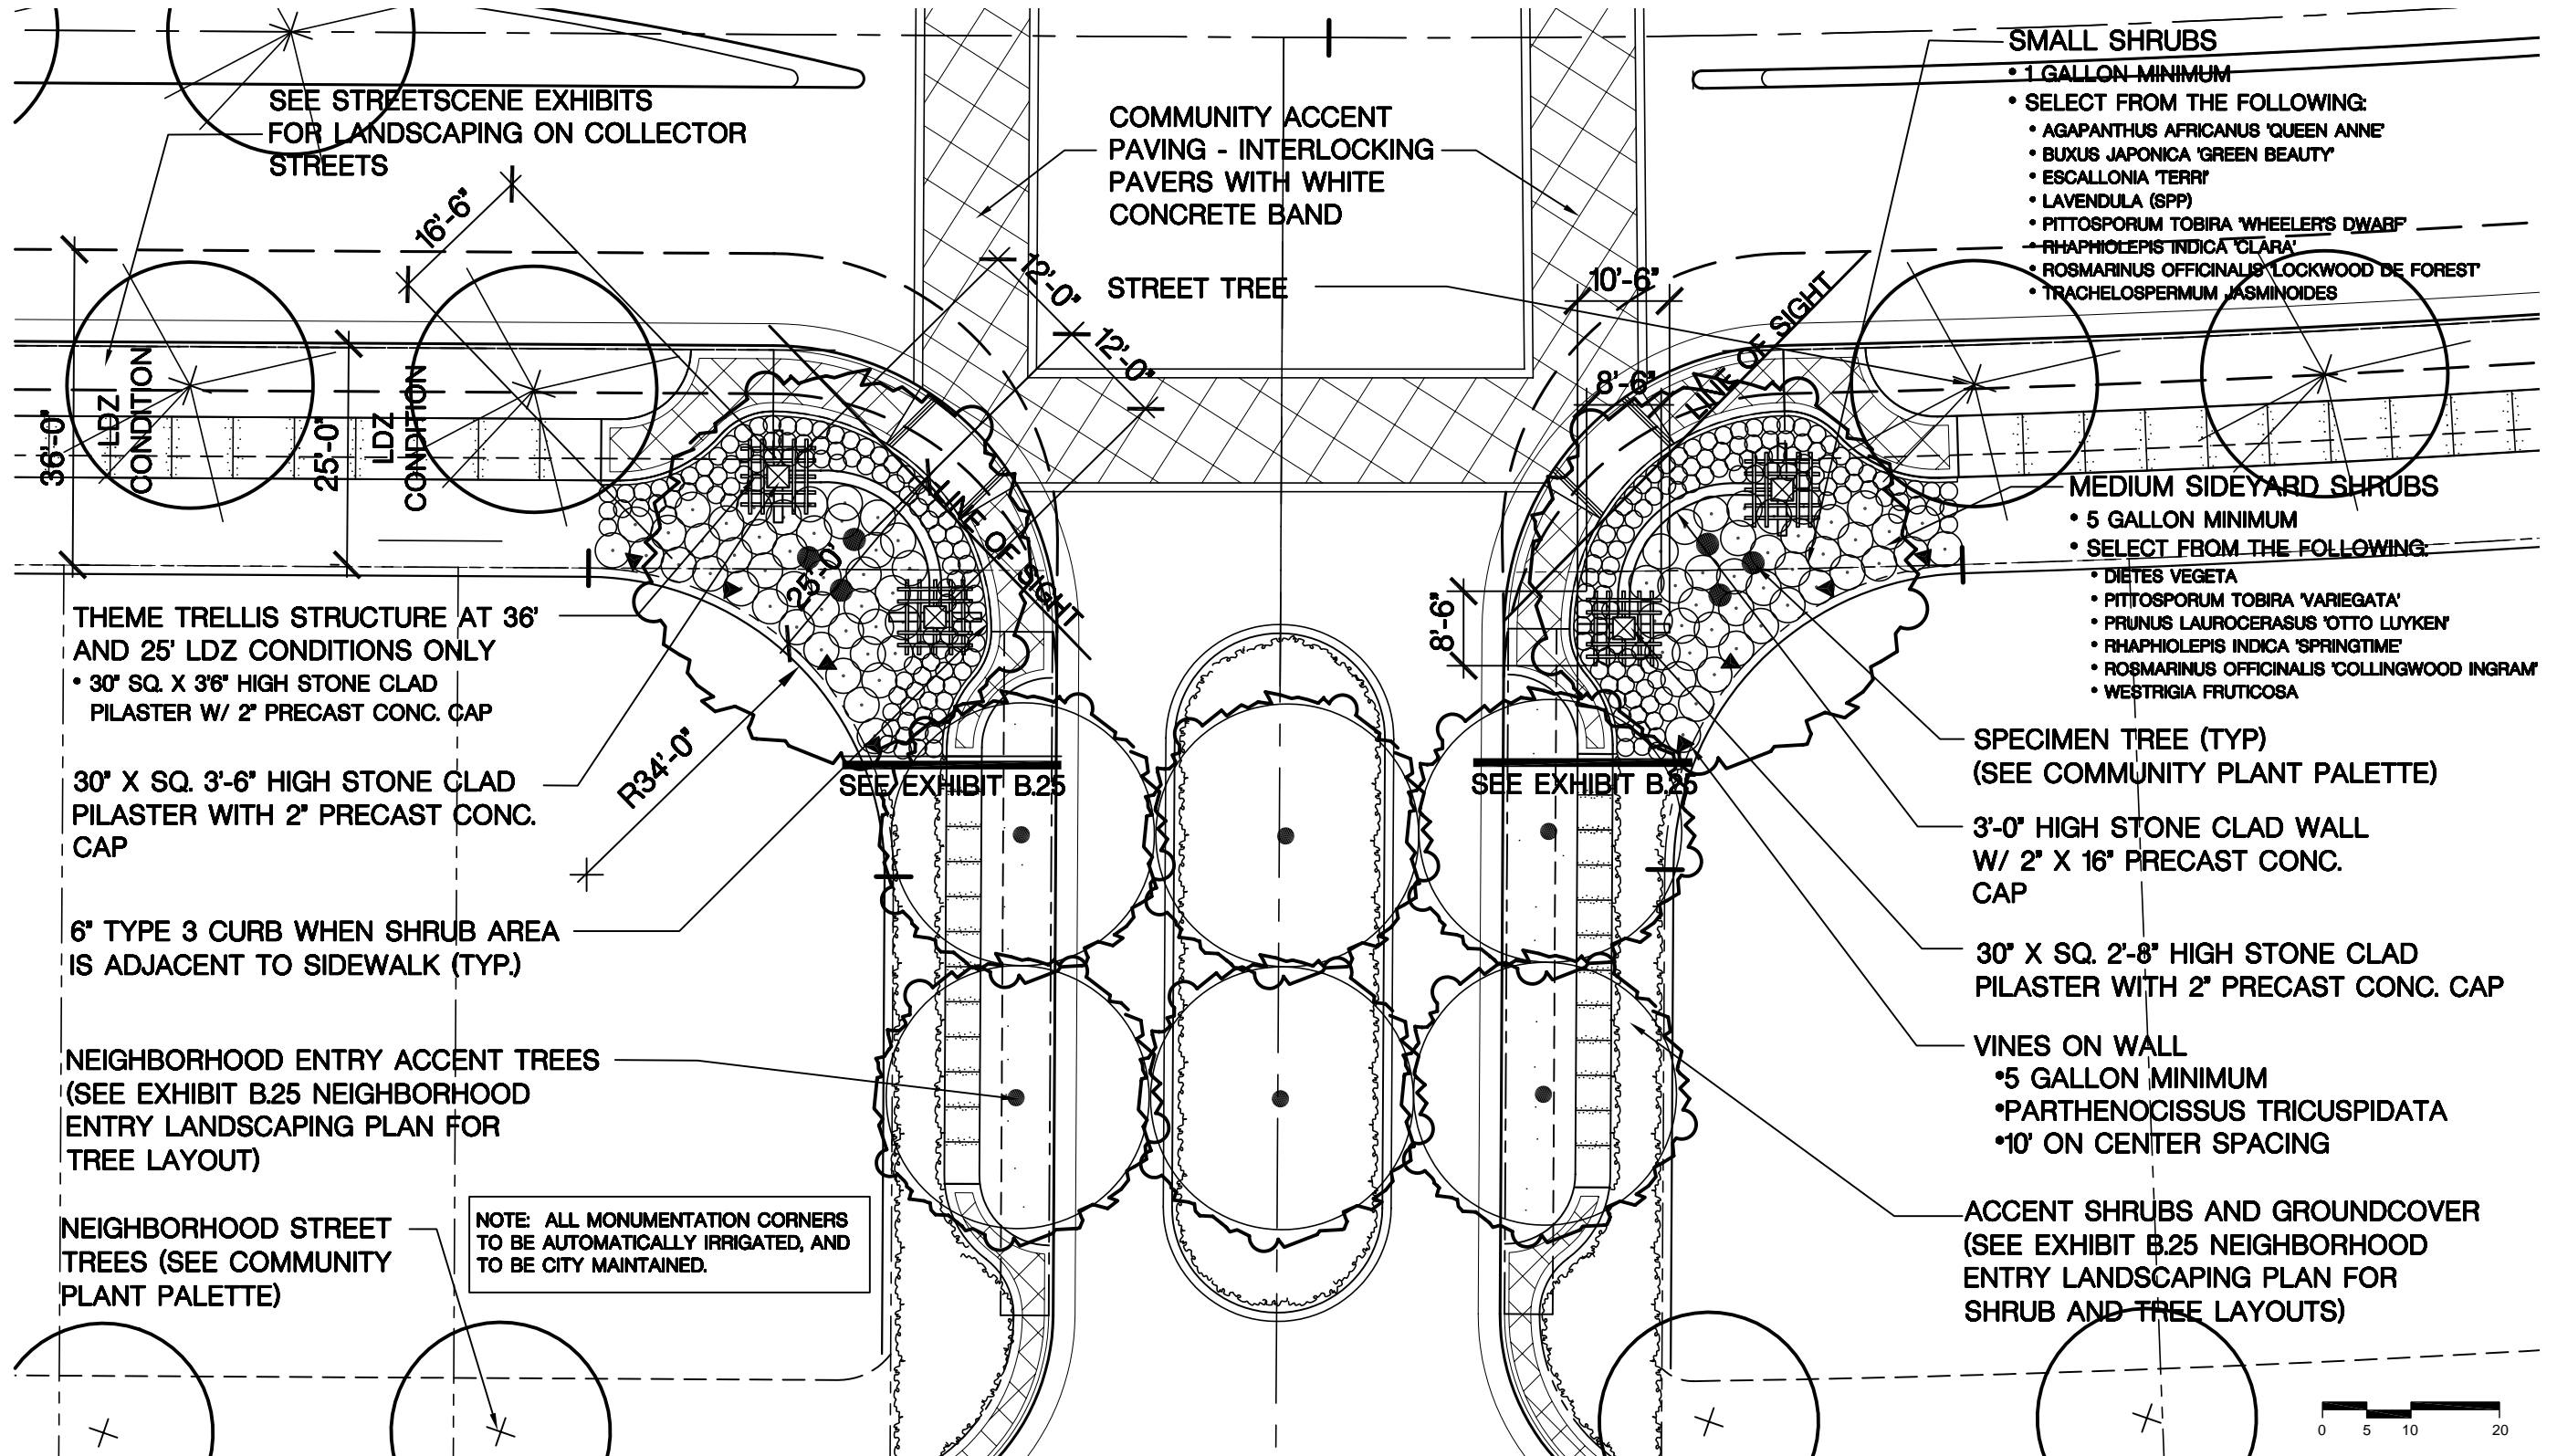 SEE STREETSCENE EXHIBITS
FOR LANDSCAPING ON COLLECTOR
STREETS
16'-6"
36'-0"
LDZ
CONDITION
25'-0"
LDZ
CONDITION
COMMUNITY ACCENT
PAVING - INTERLOCKING
PAVERS WITH WHITE
CONCRETE BAND
STREET TREE
12'-0"
12'-0"
10'-6"
8'-6"
LINE OF SIGHT
SMALL SHRUBS
• 1 GALLON MINIMUM
• SELECT FROM THE FOLLOWING:
• AGAPANTHUS AFRICANUS 'QUEEN ANNE'
• BUXUS JAPONICA 'GREEN BEAUTY'
• ESCALLONIA 'TERRI'
• LAVENDULA (SPP)
• PITTOSPORUM TOBIRA 'WHEELER'S DWARF'
• RHAPHIOLEPIS INDICA 'CLARA'
• ROSMARINUS OFFICINALIS 'LOCKWOOD DE FOREST'
• TRACHELOSPERMUM JASMINOIDES
MEDIUM SIDEYARD SHRUBS
• 5 GALLON MINIMUM
• SELECT FROM THE FOLLOWING:
• DIETES VEGETA
• PITTOSPORUM TOBIRA 'VARIEGATA'
• PRUNUS LAUROCERASUS 'OTTO LUYKEN'
• RHAPHIOLEPIS INDICA 'SPRINGTIME'
• ROSMARINUS OFFICINALIS 'COLLINGWOOD INGRAM'
• WESTRIGIA FRUTICOSA
LINE OF SIGHT
25'-0"
8'-6"
R34'-0"
THEME TRELLIS STRUCTURE AT 36'
AND 25' LDZ CONDITIONS ONLY
• 30" SQ. X 3'6" HIGH STONE CLAD
PILASTER W/ 2" PRECAST CONC. CAP
30" X SQ. 3'-6" HIGH STONE CLAD
PILASTER WITH 2" PRECAST CONC.
CAP
6" TYPE 3 CURB WHEN SHRUB AREA
IS ADJACENT TO SIDEWALK (TYP.)
NEIGHBORHOOD ENTRY ACCENT TREES
(SEE EXHIBIT B.25 NEIGHBORHOOD
ENTRY LANDSCAPING PLAN FOR
TREE LAYOUT)
NEIGHBORHOOD STREET
TREES (SEE COMMUNITY
PLANT PALETTE)
NOTE: ALL MONUMENTATION CORNERS
TO BE AUTOMATICALLY IRRIGATED, AND
TO BE CITY MAINTAINED.
SEE EXHIBIT B.25
SEE EXHIBIT B.25
SPECIMEN TREE (TYP)
(SEE COMMUNITY PLANT PALETTE)
3'-0" HIGH STONE CLAD WALL
W/ 2" X 16" PRECAST CONC.
CAP
30" X SQ. 2'-8" HIGH STONE CLAD
PILASTER WITH 2" PRECAST CONC. CAP
VINES ON WALL
•5 GALLON MINIMUM
•PARTHENOCISSUS TRICUSPIDATA
•10' ON CENTER SPACING
ACCENT SHRUBS AND GROUNDCOVER
(SEE EXHIBIT B.25 NEIGHBORHOOD
ENTRY LANDSCAPING PLAN FOR
SHRUB AND TREE LAYOUTS)
0 5 10 20